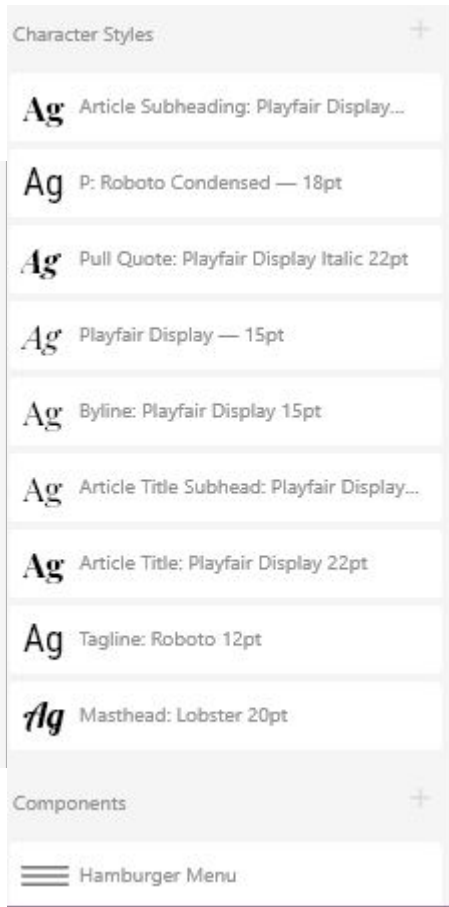 Character Styles +
Ag Article Subheading: Playfair Display...
Ag P: Roboto Condensed — 18pt
Ag Pull Quote: Playfair Display Italic 22pt
Ag Playfair Display — 15pt
Ag Byline: Playfair Display 15pt
Ag Article Title Subhead: Playfair Display...
Ag Article Title: Playfair Display 22pt
Ag Tagline: Roboto 12pt
Ag Masthead: Lobster 20pt
Components +
Hamburger Menu